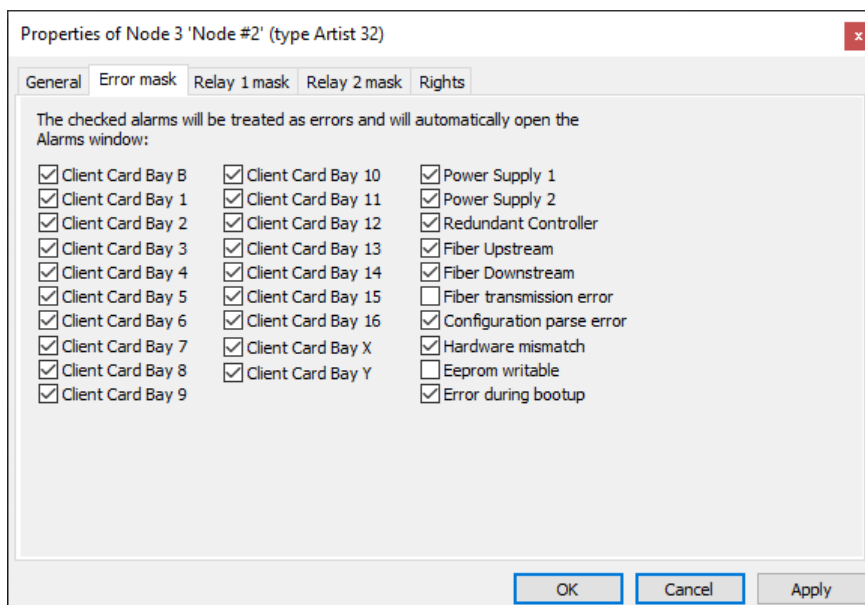 Properties of Node 3 'Node #2' (type Artist 32)
x
General Error mask Relay 1 mask Relay 2 mask Rights
The checked alarms will be treated as errors and will automatically open the
Alarms window:
Client Card Bay B
Client Card Bay 1
Client Card Bay 2
Client Card Bay 3
Client Card Bay 4
Client Card Bay 5
Client Card Bay 6
Client Card Bay 7
Client Card Bay 8
Client Card Bay 9
Client Card Bay 10
Client Card Bay 11
Client Card Bay 12
Client Card Bay 13
Client Card Bay 14
Client Card Bay 15
Client Card Bay 16
Client Card Bay X
Client Card Bay Y
Power Supply 1
Power Supply 2
Redundant Controller
Fiber Upstream
Fiber Downstream
Fiber transmission error
Configuration parse error
Hardware mismatch
Eeprom writable
Error during bootup
OK Cancel Apply